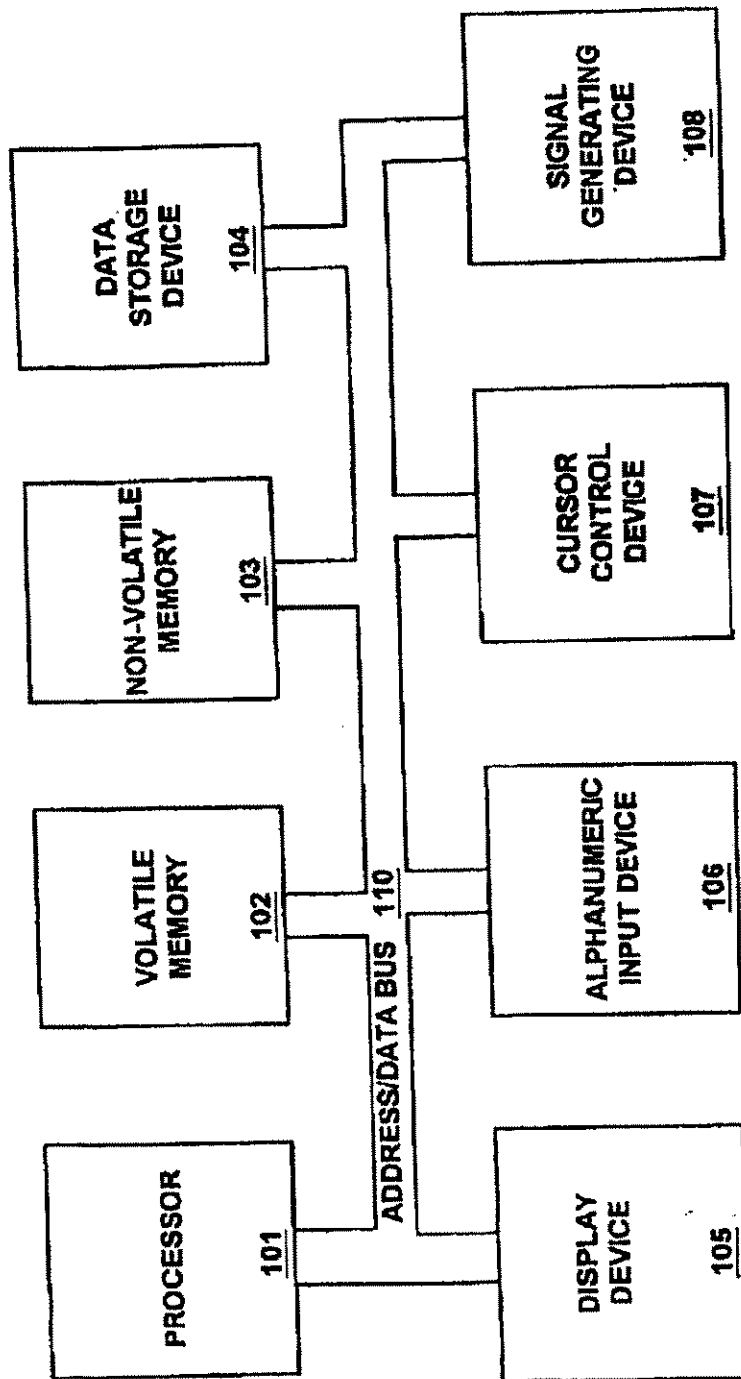 PROCESSOR
101
VOLATILE
MEMORY
102
NON-VOLATILE
MEMORY
103
DATA
STORAGE
DEVICE
104
ADDRESS/DATA BUS 110
DISPLAY
DEVICE
105
ALPHANUMERIC
INPUT DEVICE
106
CURSOR
CONTROL
DEVICE
107
SIGNAL
GENERATING
DEVICE
108